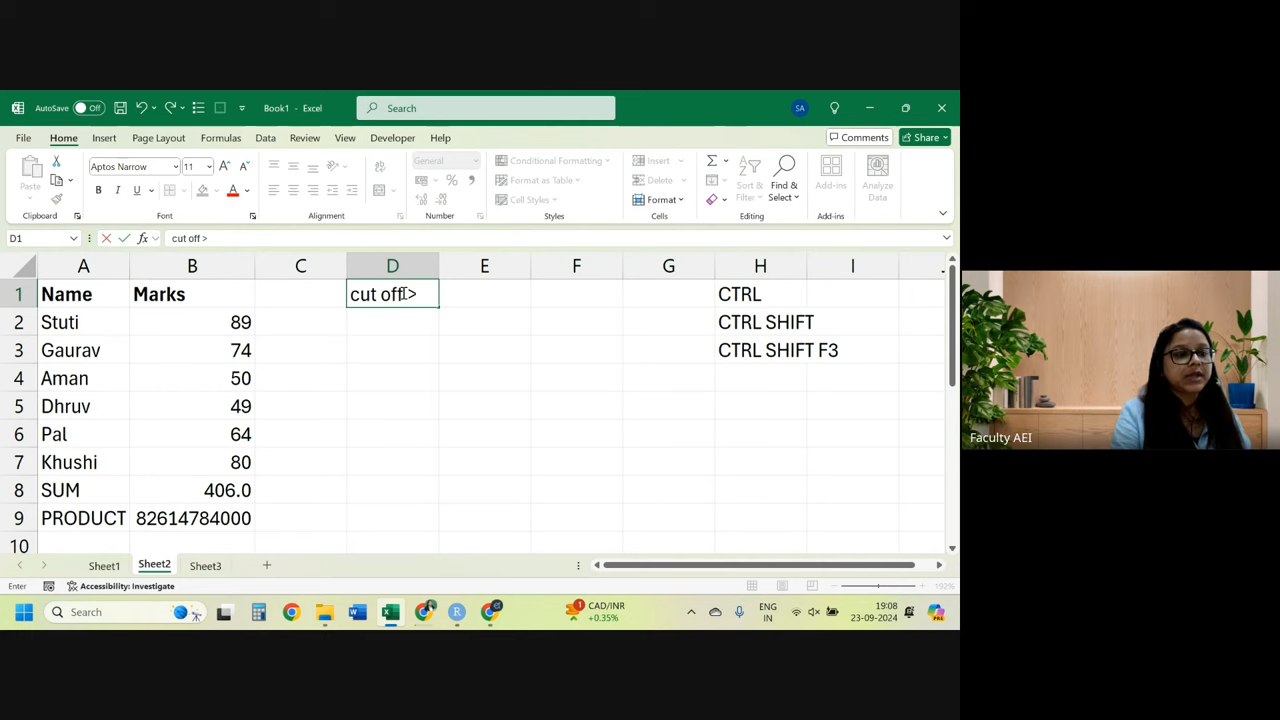 AutoSave Off Book1 - Excel Search SA
File Home Insert Page Layout Formulas Data Review View Developer Help Comments Share
Paste Aptos Narrow 11 General Conditional Formatting Insert Sort & Find & Add-ins Analyze
B I U A % Format as Table Delete Filter Select Data
Cell Styles Format
Clipboard Font Alignment Number Styles Cells Editing Add-ins
D1 fx cut off >
A B C D E F G H I
1 Name Marks cut off > CTRL
2 Stuti 89 CTRL SHIFT
3 Gaurav 74 CTRL SHIFT F3
4 Aman 50
5 Dhruv 49
6 Pal 64
7 Khushi 80
8 SUM 406.0
9 PRODUCT 82614784000
10
Sheet1 Sheet2 Sheet3
Enter Accessibility: Investigate 192%
Search CAD/INR +0.35% ENG IN 19:08 23-09-2024
Faculty AEI